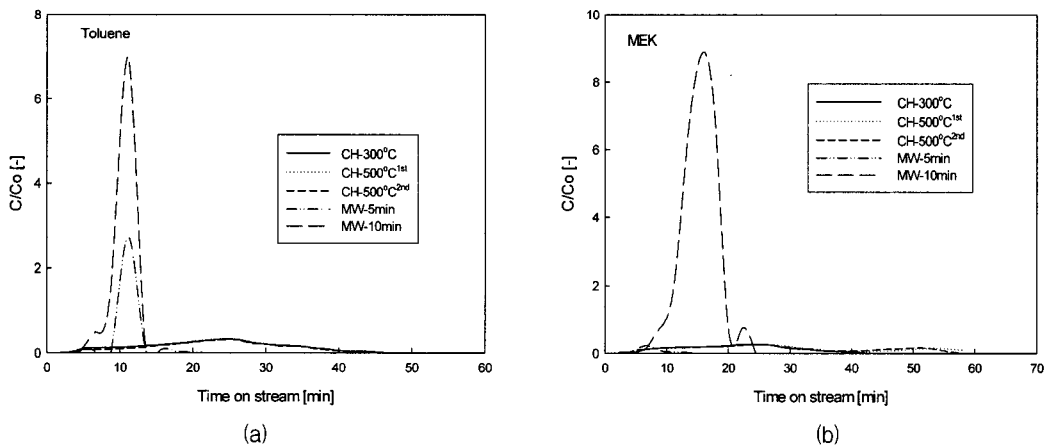 Toluene
C/Co [-]
8
6
4
2
0
CH-300°C
CH-500°C1st
CH-500°C2nd
MW-5min
MW-10min
0 10 20 30 40 50 60
Time on stream [min]
(a)
MEK
C/Co [-]
10
8
6
4
2
0
CH-300°C
CH-500°C1st
CH-500°C2nd
MW-5min
MW-10min
0 10 20 30 40 50 60 70
Time on stream [min]
(b)